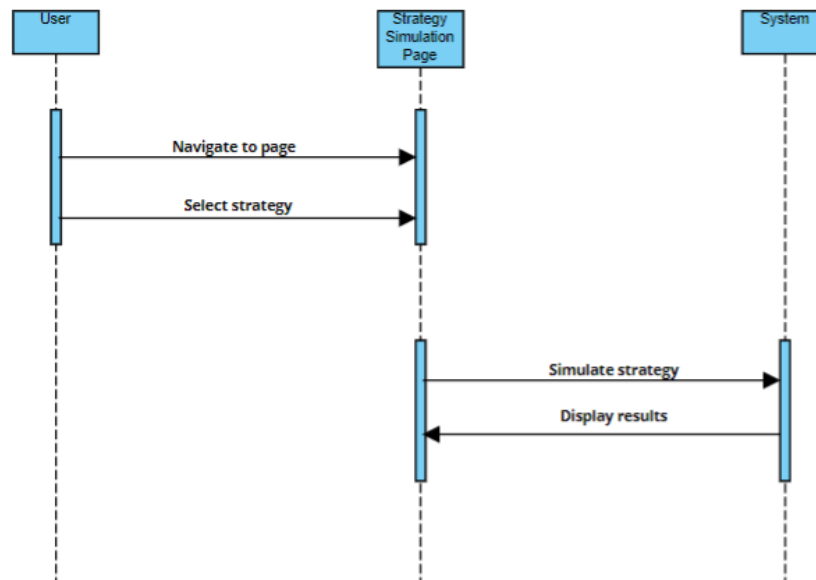 User
Strategy
Simulation
Page
System
Navigate to page
Select strategy
Simulate strategy
Display results